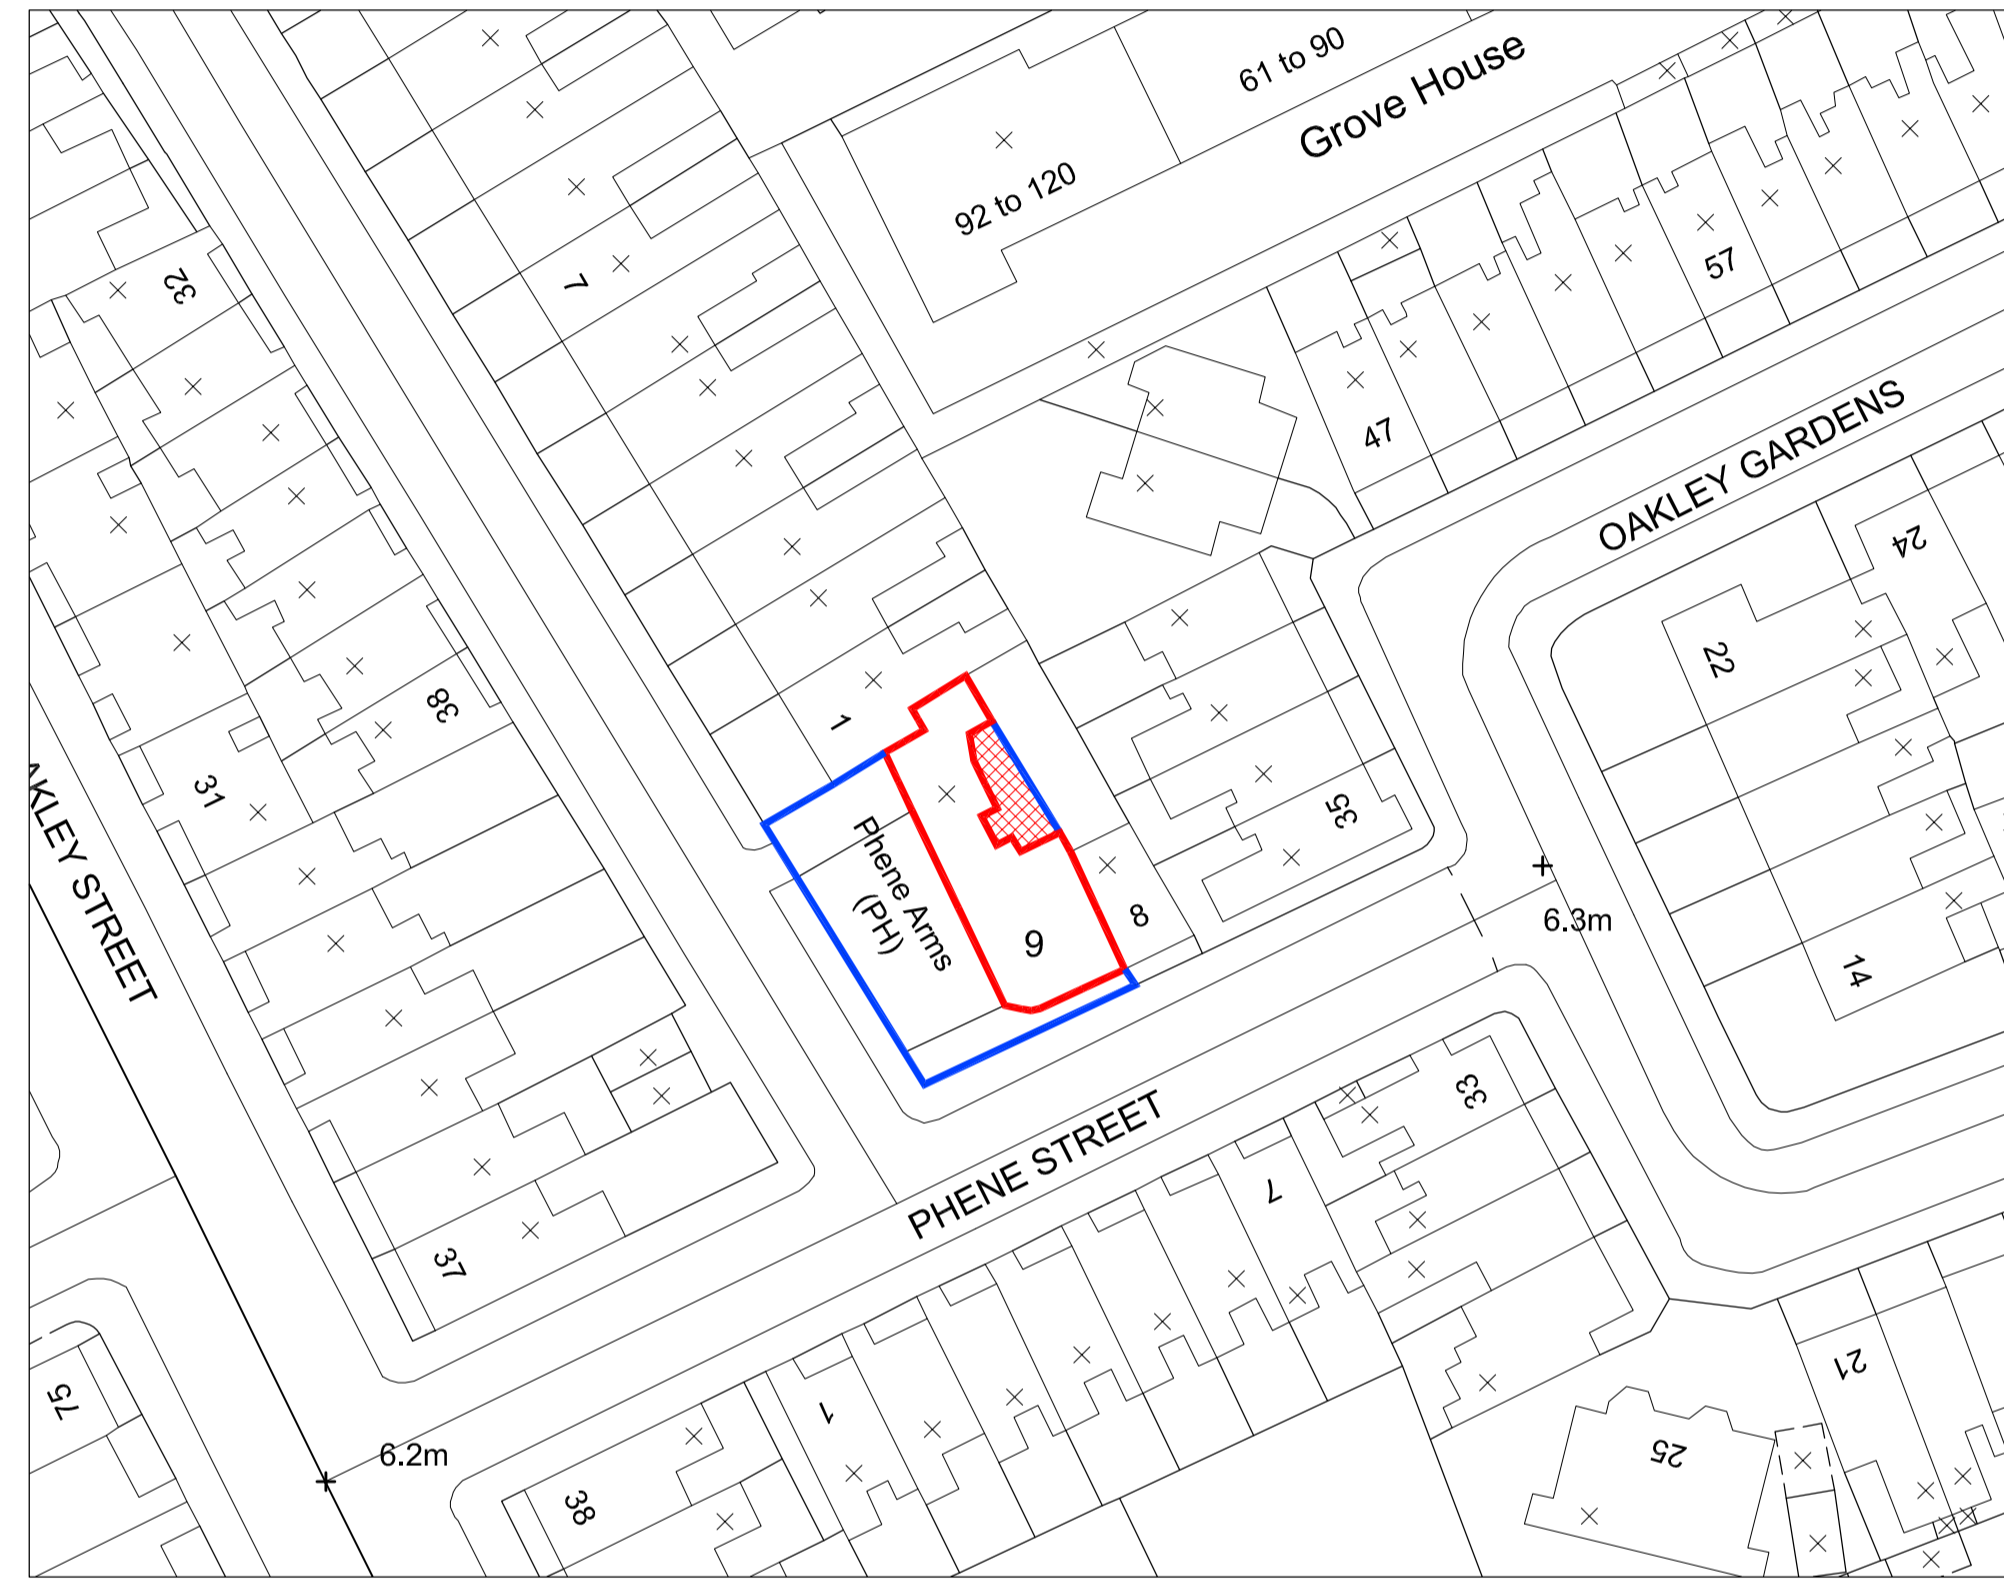 61 to 90
Grove House
92 to 120
32
7
57
47
OAKLEY GARDENS
24
22
38
1
31
35
AKLEY STREET
Phene Arms
(PH)
9
8
6.3m
14
33
PHENE STREET
7
37
21
75
1
6.2m
38
25